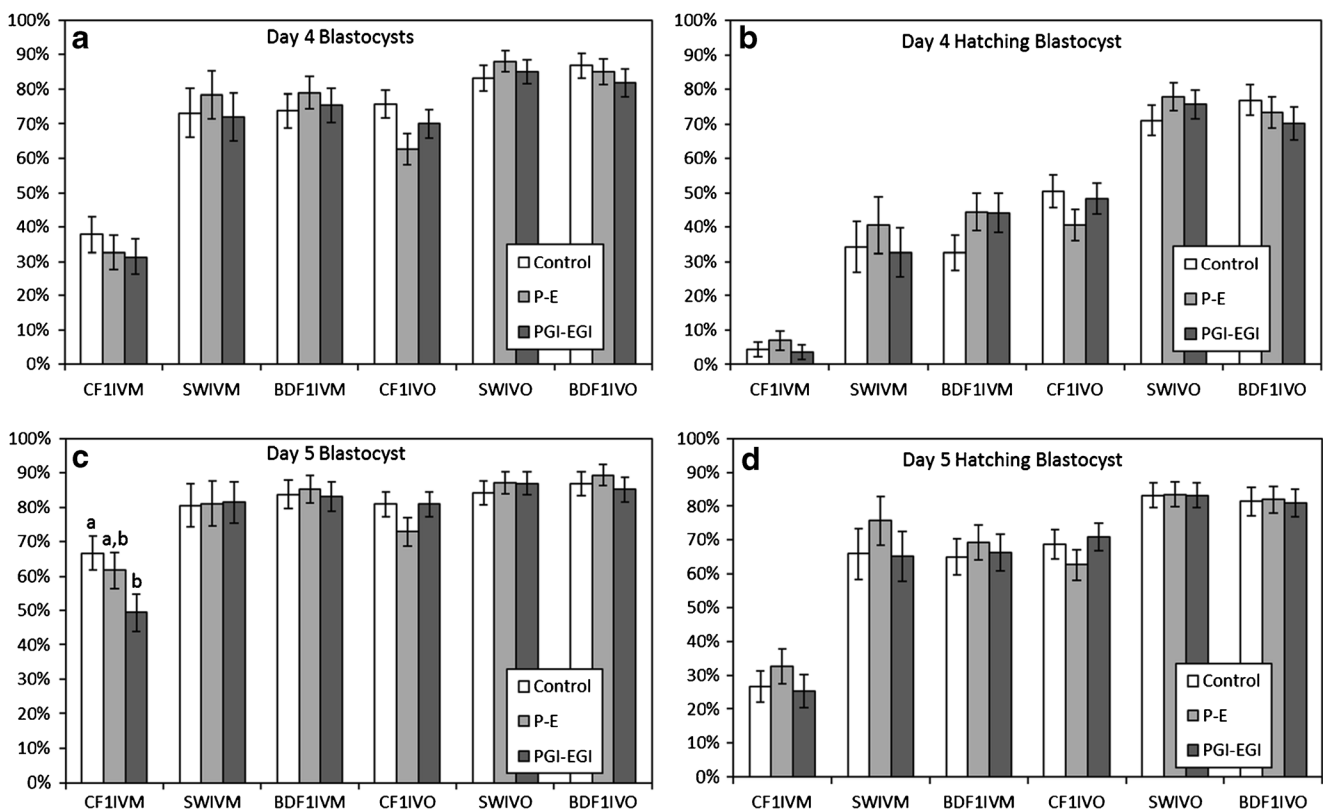 a
Day 4 Blastocysts
100%
90%
80%
70%
60%
50%
40%
30%
20%
10%
0%
Control
P-E
PGI-EGI
CF1IVM SWIVM BDF1IVM CF1IVO SWIVO BDF1IVO
b
Day 4 Hatching Blastocyst
100%
90%
80%
70%
60%
50%
40%
30%
20%
10%
0%
Control
P-E
PGI-EGI
CF1IVM SWIVM BDF1IVM CF1IVO SWIVO BDF1IVO
c
Day 5 Blastocyst
100%
90%
80%
70%
60%
50%
40%
30%
20%
10%
0%
a
a,b
b
Control
P-E
PGI-EGI
CF1IVM SWIVM BDF1IVM CF1IVO SWIVO BDF1IVO
d
Day 5 Hatching Blastocyst
100%
90%
80%
70%
60%
50%
40%
30%
20%
10%
0%
Control
P-E
PGI-EGI
CF1IVM SWIVM BDF1IVM CF1IVO SWIVO BDF1IVO